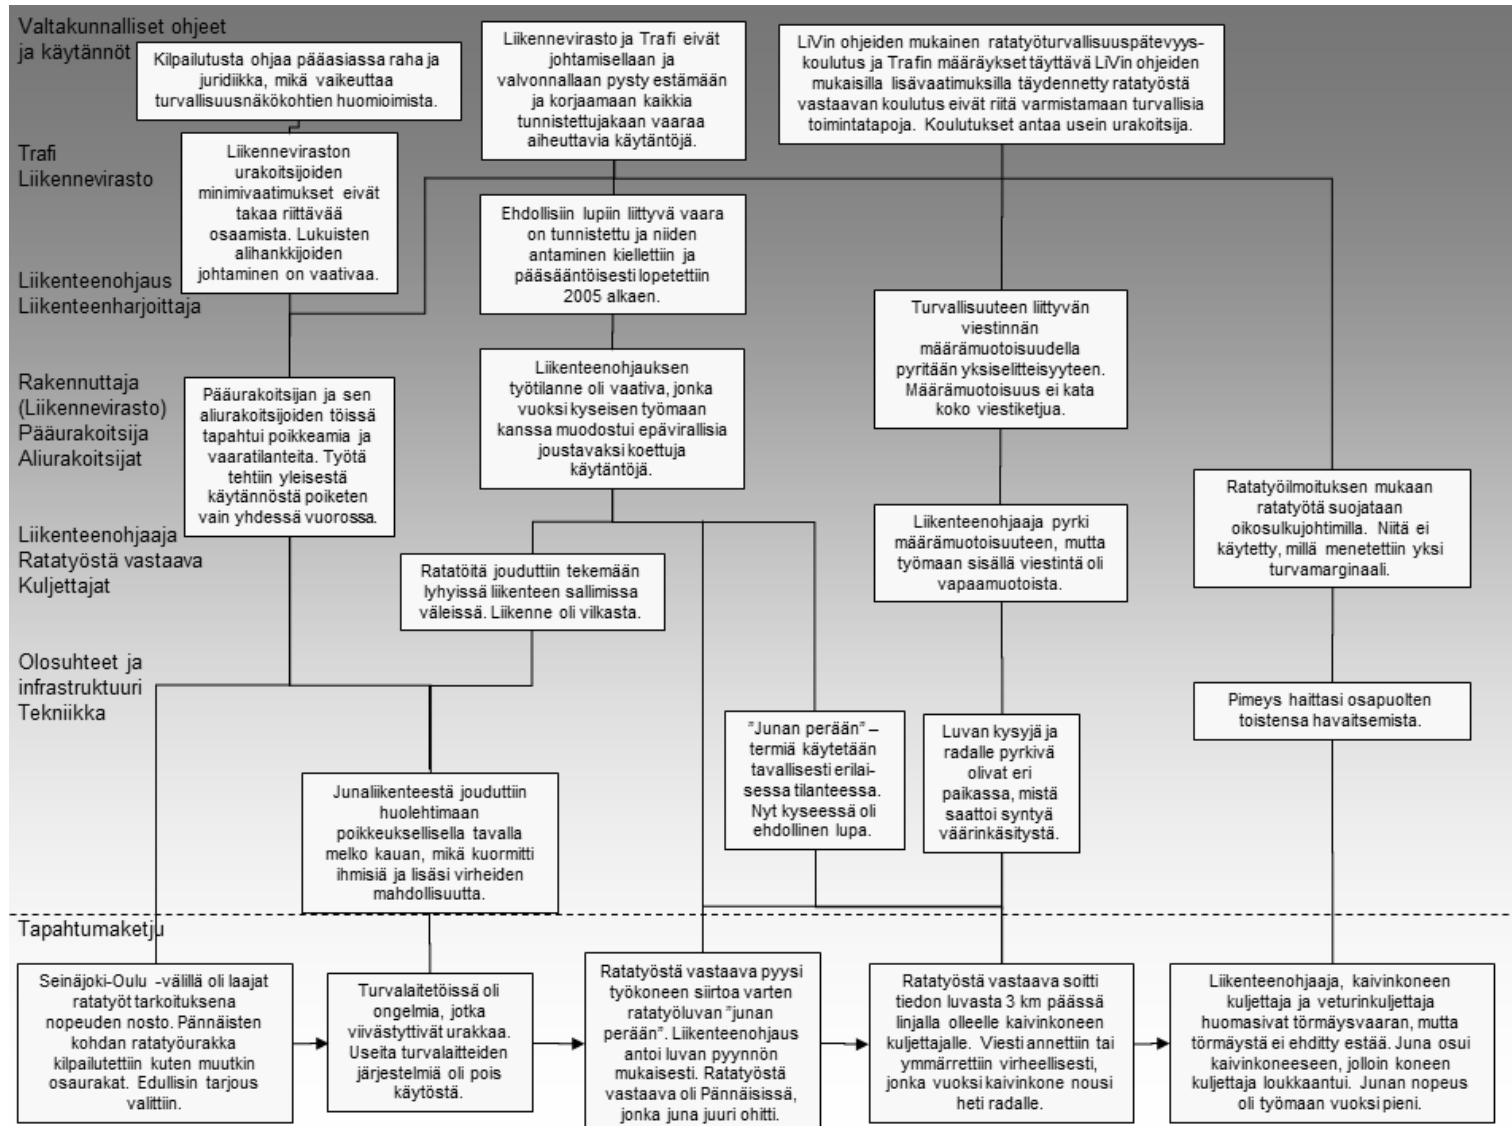 Valtakunnalliset ohjeet
ja käytännöt
Kilpailutusta ohjaa pääasiassa raha ja
juridiikka, mikä vaikeuttaa
turvallisuusnäkökohtien huomioimista.
Liikennevirasto ja Trafi eivät
johtamisellaan ja
valvonnallaan pysty estämään
ja korjaamaan kaikkia
tunnistettujakaan vaaraa
aiheuttavia käytäntöjä.
LiVin ohjeiden mukainen ratatyöturvallisuuspätevyys-
koulutus ja Trafin määräykset täyttävä LiVin ohjeiden
mukaisilla lisävaatimuksilla täydennetty ratatyöstä
vastaavan koulutus eivät riitä varmistamaan turvallisia
toimintatapoja. Koulutukset antaa usein urakoitsija.
Trafi
Liikennevirasto
Liikenneviraston
urakoitsijoiden
minimivaatimukset eivät
takaa riittävää
osaamista. Lukuisten
alihankkijoiden
johtaminen on vaativaa.
Ehdollisiin lupiin liittyvä vaara
on tunnistettu ja niiden
antaminen kiellettiin ja
pääsääntöisesti lopetettiin
2005 alkaen.
Liikenteenohjaus
Liikenteenharjoittaja
Turvallisuuteen liittyvän
viestinnän
määrämuotoisuudella
pyritään yksiselitteisyyteen.
Määrämuotoisuus ei kata
koko viestiketjua.
Rakennuttaja
(Liikennevirasto)
Pääurakoitsija
Aliurakoitsijat
Pääurakoitsijan ja sen
aliurakoitsijoiden töissä
tapahtui poikkeamia ja
vaaratilanteita. Työtä
tehtiin yleisestä
käytännöstä poiketen
vain yhdessä vuorossa.
Liikenteenohjauksen
työtilanne oli vaativa, jonka
vuoksi kyseisen työmaan
kanssa muodostui epävirallisia
joustavaksi koettuja
käytäntöjä.
Ratatyöilmoituksen mukaan
ratatyötä suojataan
oikosulkujohtimilla. Niitä ei
käytetty, millä menetettiin yksi
turvamarginaali.
Liikenteenohjaaja
Ratatyöstä vastaava
Kuljettajat
Ratatöitä jouduttiin tekemään
lyhyissä liikenteen sallimissa
väleissä. Liikenne oli vilkasta.
Liikenteenohjaaja pyrki
määrämuotoisuuteen, mutta
työmaan sisällä viestintä oli
vapaamuotoista.
Olosuhteet ja
infrastruktuuri
Tekniikka
Pimeys haittasi osapuolten
toistensa havaitsemista.
"Junan perään" –
termiä käytetään
tavallisesti erilai-
sessa tilanteessa.
Nyt kyseessä oli
ehdollinen lupa.
Luvan kysyjä ja
radalle pyrkivä
olivat eri
paikassa, mistä
saattoi syntyä
väärinkäsitystä.
Junaliikenteestä jouduttiin
huolehtimaan
poikkeuksellisella tavalla
melko kauan, mikä kuormitti
ihmisiä ja lisäsi virheiden
mahdollisuutta.
Tapahtumaketju
Seinäjoki-Oulu -välillä oli laajat
ratatyöt tarkoituksena
nopeuden nosto. Pännäisten
kohdan ratatyöurakka
kilpailutettiin kuten muutkin
osaurakat. Edullisin tarjous
valittiin.
Turvalaitetöissä oli
ongelmia, jotka
viivästyttivät urakkaa.
Useita turvalaitteiden
järjestelmiä oli pois
käytöstä.
Ratatyöstä vastaava pyysi
työkoneen siirtoa varten
ratatyöluvan "junan
perään". Liikenteenohjaus
antoi luvan pyynnön
mukaisesti. Ratatyöstä
vastaava oli Pännäisissä,
jonka juna juuri ohitti.
Ratatyöstä vastaava soitti
tiedon luvasta 3 km päässä
linjalla olleelle kaivinkoneen
kuljettajalle. Viesti annettiin tai
ymmärrettiin virheellisesti,
jonka vuoksi kaivinkone nousi
heti radalle.
Liikenteenohjaaja, kaivinkoneen
kuljettaja ja veturinkuljettaja
huomasivat törmäysvaaran, mutta
törmäystä ei ehditty estää. Juna osui
kaivinkoneeseen, jolloin koneen
kuljettaja loukkaantui. Junan nopeus
oli työmaan vuoksi pieni.